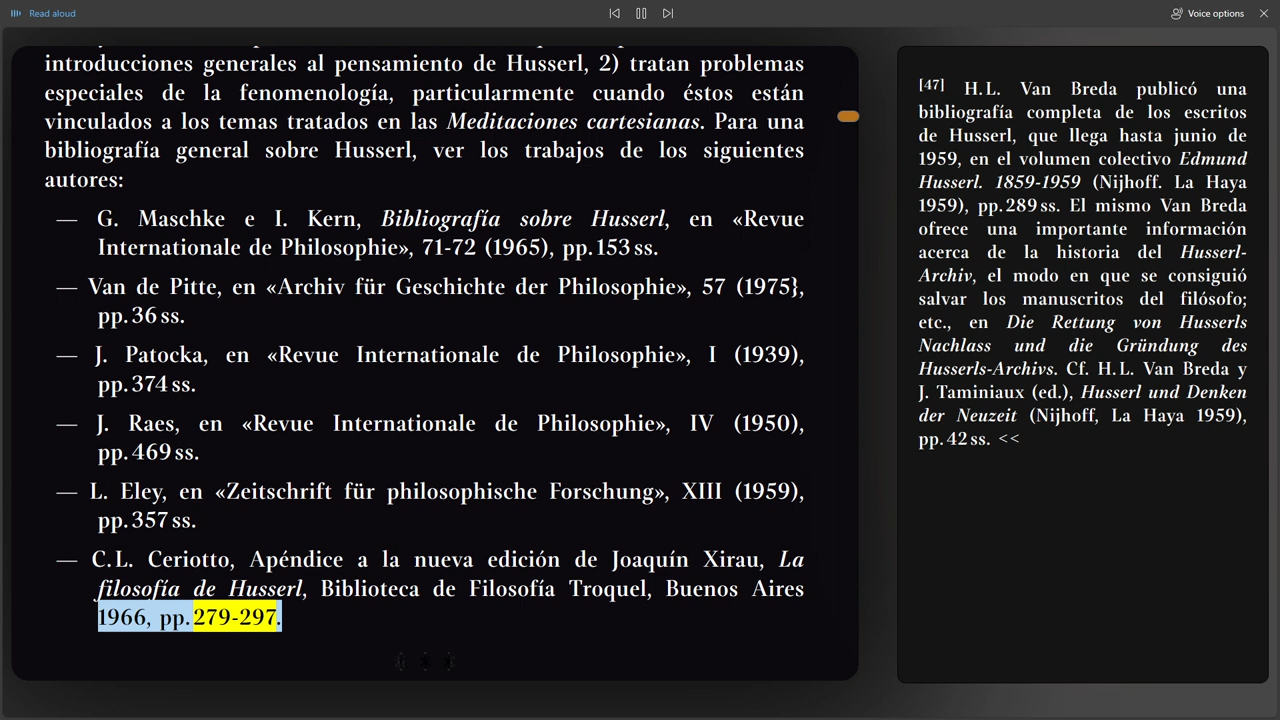 Read aloud
Voice options
introducciones generales al pensamiento de Husserl, 2) tratan problemas
especiales de la fenomenología, particularmente cuando éstos están
vinculados a los temas tratados en las Meditaciones cartesianas. Para una
bibliografía general sobre Husserl, ver los trabajos de los siguientes
autores:
— G. Maschke e I. Kern, Bibliografía sobre Husserl, en «Revue
Internationale de Philosophie», 71-72 (1965), pp. 153 ss.
— Van de Pitte, en «Archiv für Geschichte der Philosophie», 57 (1975},
pp. 36 ss.
— J. Patocka, en «Revue Internationale de Philosophie», I (1939),
pp. 374 ss.
— J. Raes, en «Revue Internationale de Philosophie», IV (1950),
pp. 469 ss.
— L. Eley, en «Zeitschrift für philosophische Forschung», XIII (1959),
pp. 357 ss.
— C. L. Ceriotto, Apéndice a la nueva edición de Joaquín Xirau, La
filosofía de Husserl, Biblioteca de Filosofía Troquel, Buenos Aires
1966, pp. 279-297.
[47] H. L. Van Breda publicó una
bibliografía completa de los escritos
de Husserl, que llega hasta junio de
1959, en el volumen colectivo Edmund
Husserl. 1859-1959 (Nijhoff. La Haya
1959), pp. 289 ss. El mismo Van Breda
ofrece una importante información
acerca de la historia del Husserl-
Archiv, el modo en que se consiguió
salvar los manuscritos del filósofo;
etc., en Die Rettung von Husserls
Nachlass und die Gründung des
Husserls-Archivs. Cf. H. L. Van Breda y
J. Taminiaux (ed.), Husserl und Denken
der Neuzeit (Nijhoff, La Haya 1959),
pp. 42 ss. <<